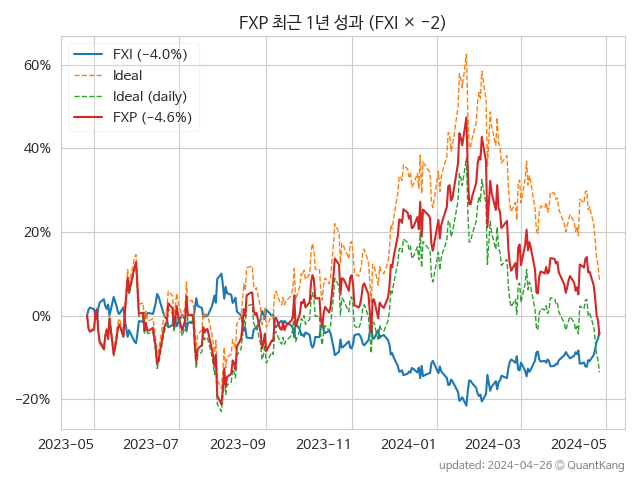 FXP 최근 1년 성과 (FXI × −2)
FXI (−4.0%)
Ideal
Ideal (daily)
FXP (−4.6%)
60%
40%
20%
0%
−20%
2023-05 2023-07 2023-09 2023-11 2024-01 2024-03 2024-05
updated: 2024-04-26 © QuantKang